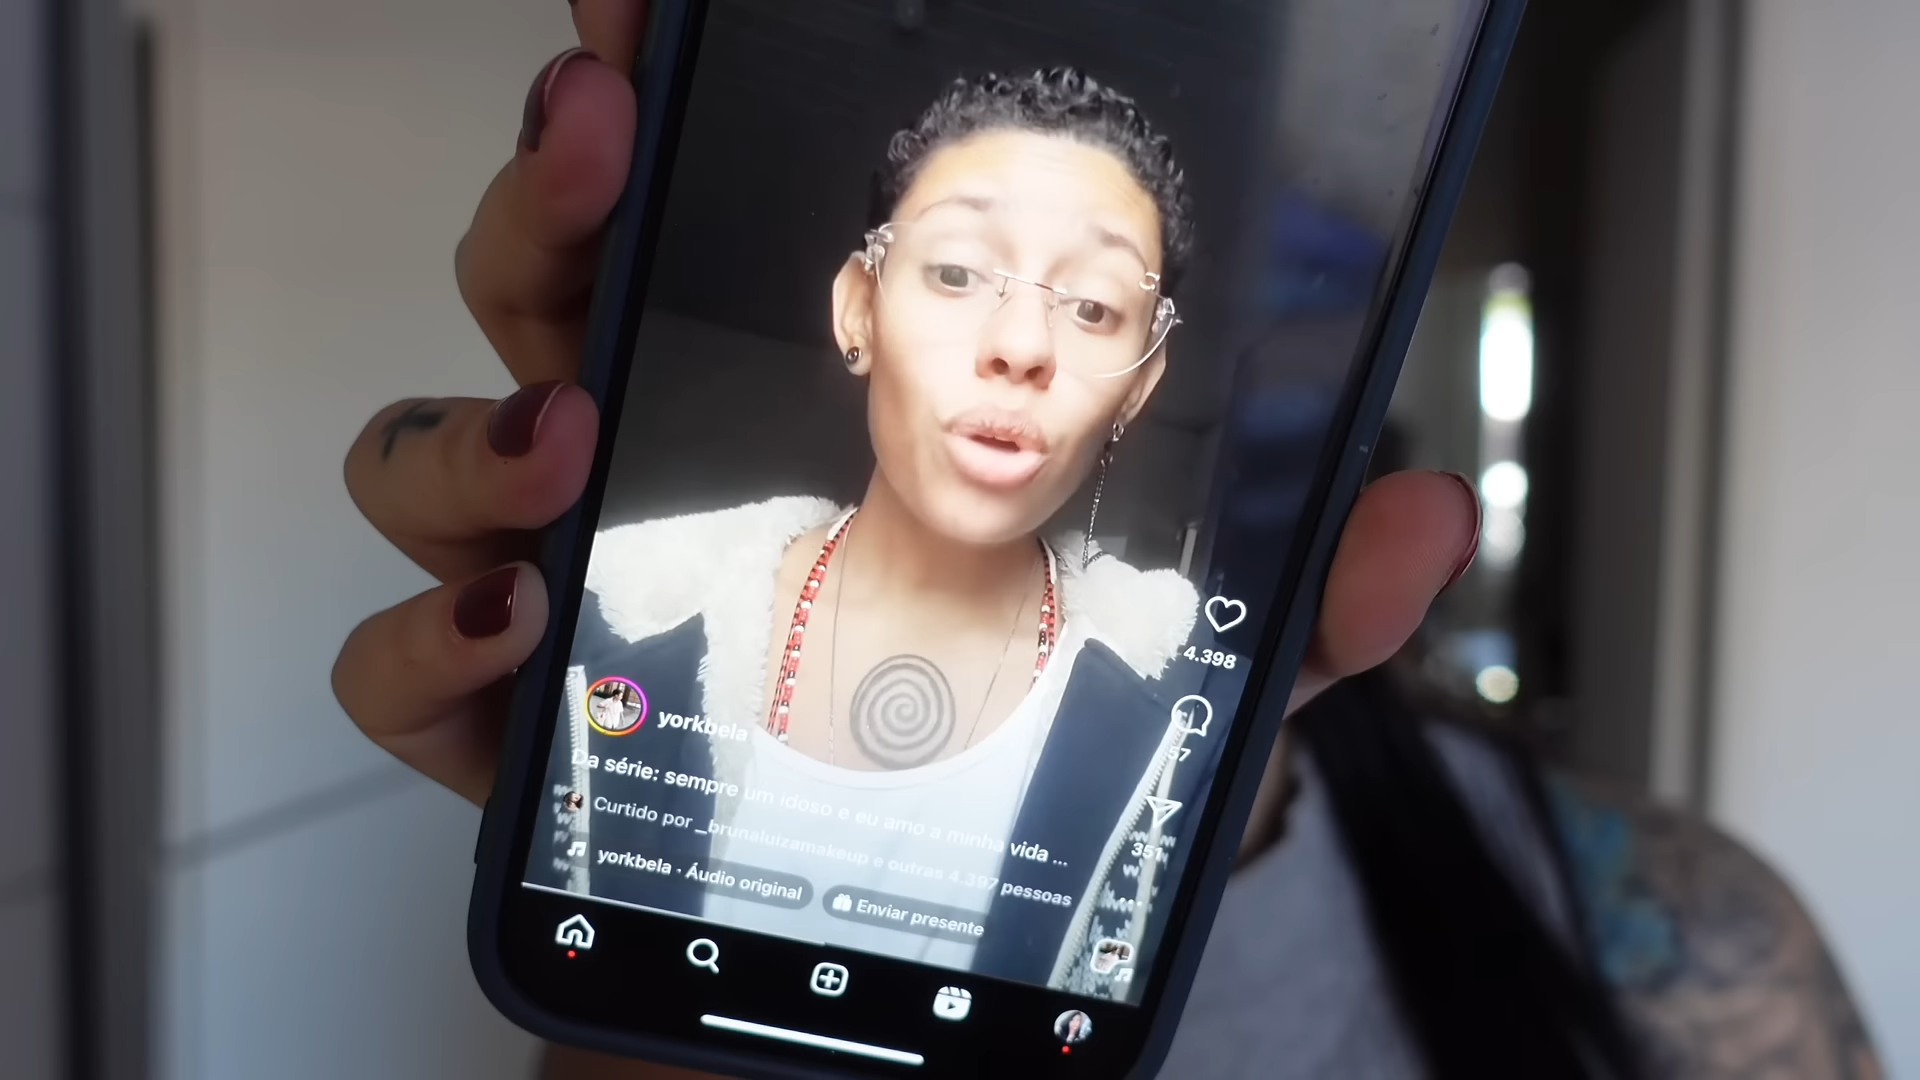 4.398
yorkbela
57
Da série: sempre um idoso e eu amo a minha vida ...
Curtido por _brunaluizamakeup e outras 4.397 pessoas
351
yorkbela · Áudio original
Enviar presente